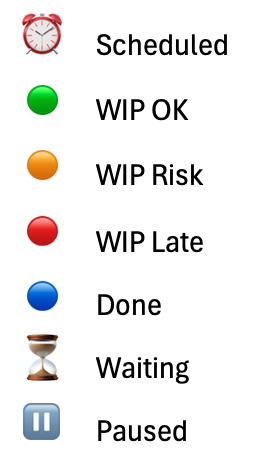 Scheduled
WIP OK
WIP Risk
WIP Late
Done
Waiting
Paused